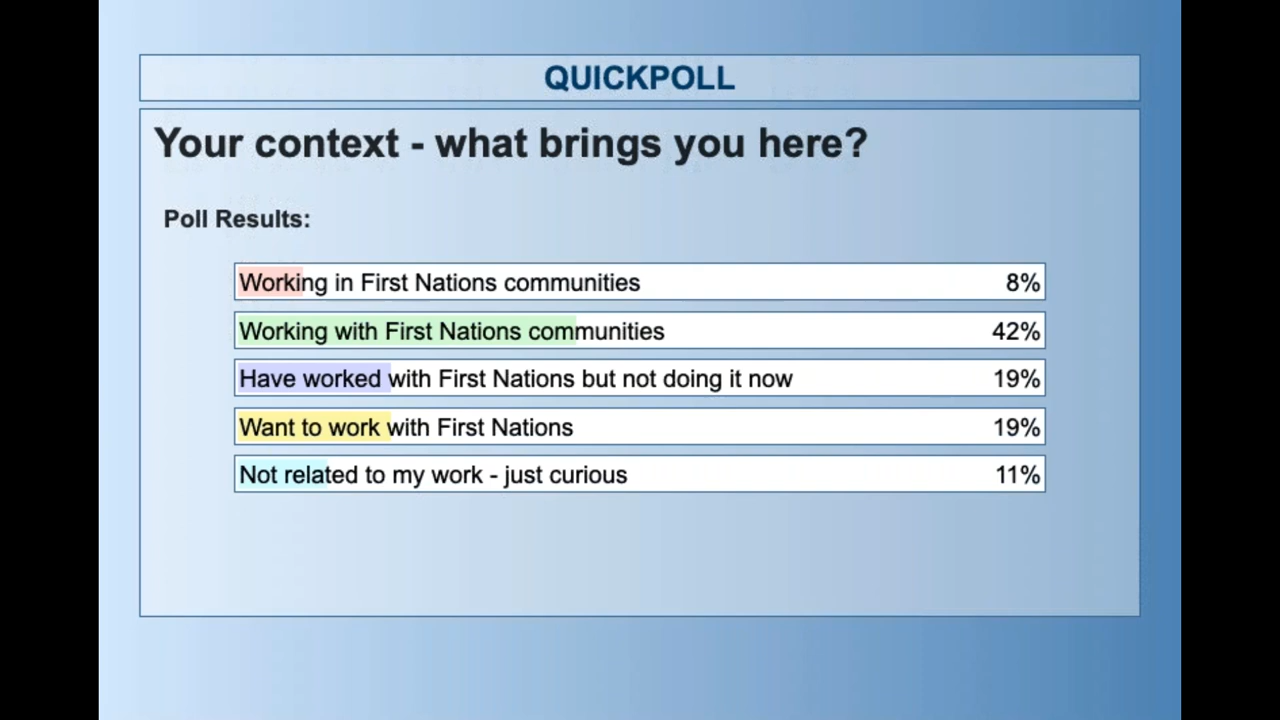 QUICKPOLL
Your context - what brings you here?
Poll Results:
Working in First Nations communities 8%
Working with First Nations communities 42%
Have worked with First Nations but not doing it now 19%
Want to work with First Nations 19%
Not related to my work - just curious 11%